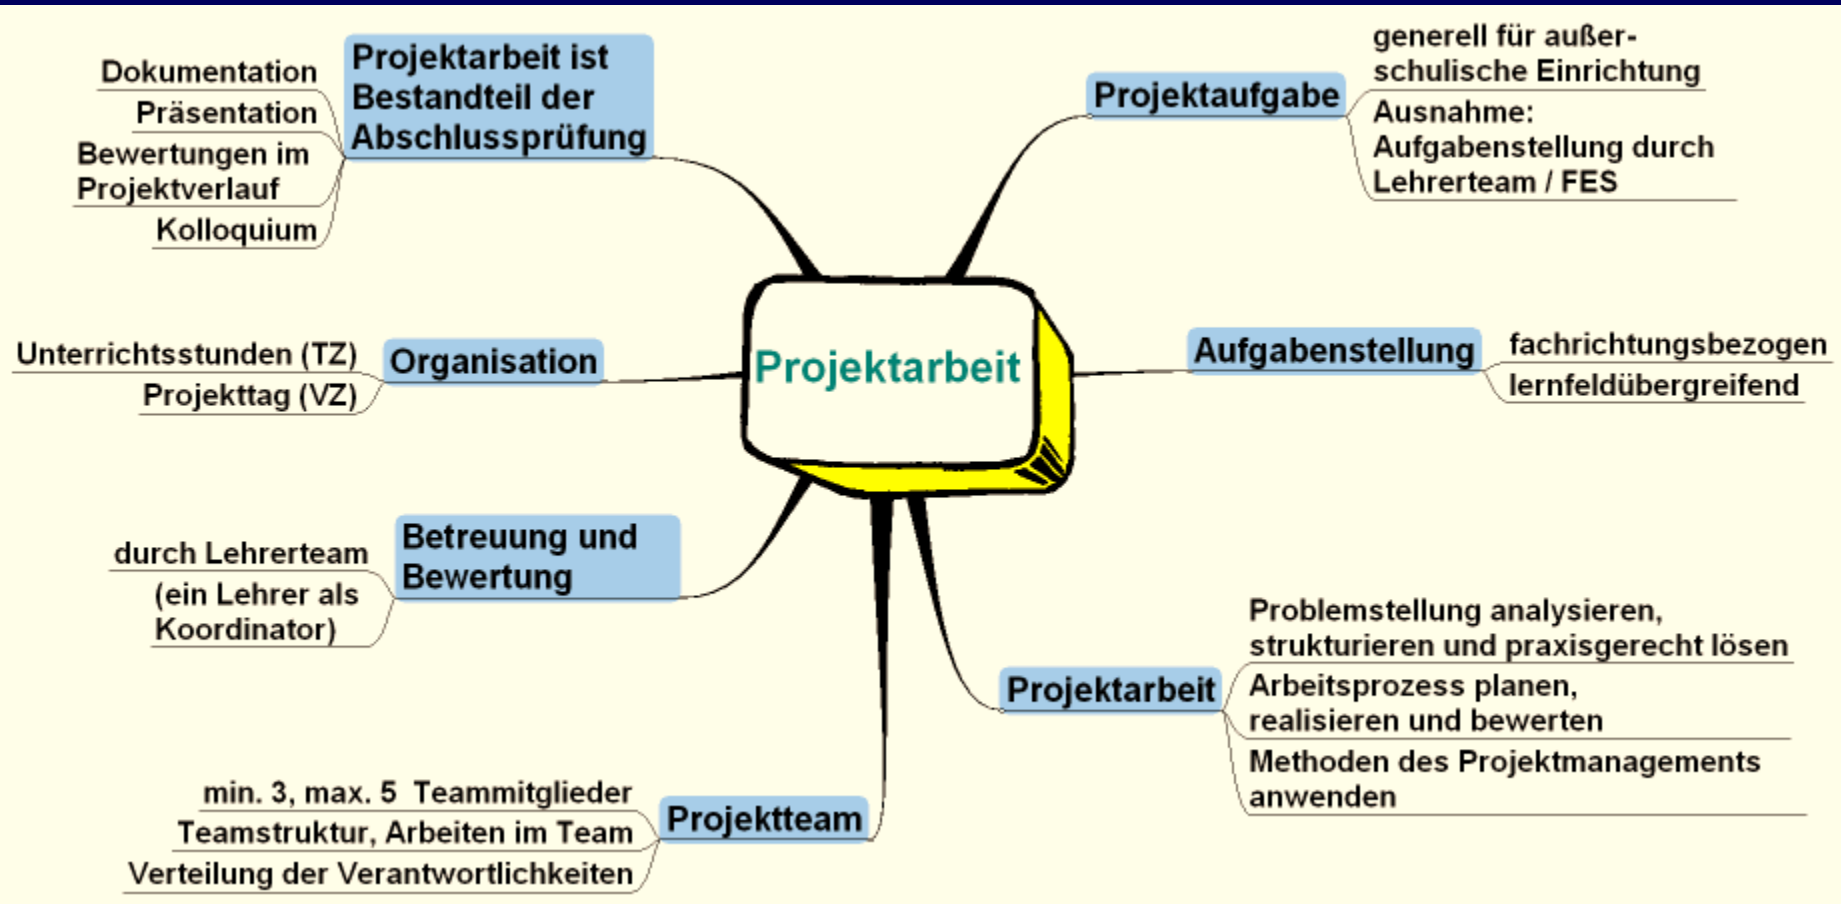 Projektarbeit
Projektarbeit ist
Bestandteil der
Abschlussprüfung
Dokumentation
Präsentation
Bewertungen im
Projektverlauf
Kolloquium
Organisation
Unterrichtsstunden (TZ)
Projekttag (VZ)
Betreuung und
Bewertung
durch Lehrerteam
(ein Lehrer als
Koordinator)
Projektteam
min. 3, max. 5  Teammitglieder
Teamstruktur, Arbeiten im Team
Verteilung der Verantwortlichkeiten
Projektaufgabe
generell für außer-
schulische Einrichtung
Ausnahme:
Aufgabenstellung durch
Lehrerteam / FES
Aufgabenstellung
fachrichtungsbezogen
lernfeldübergreifend
Projektarbeit
Problemstellung analysieren,
strukturieren und praxisgerecht lösen
Arbeitsprozess planen,
realisieren und bewerten
Methoden des Projektmanagements
anwenden